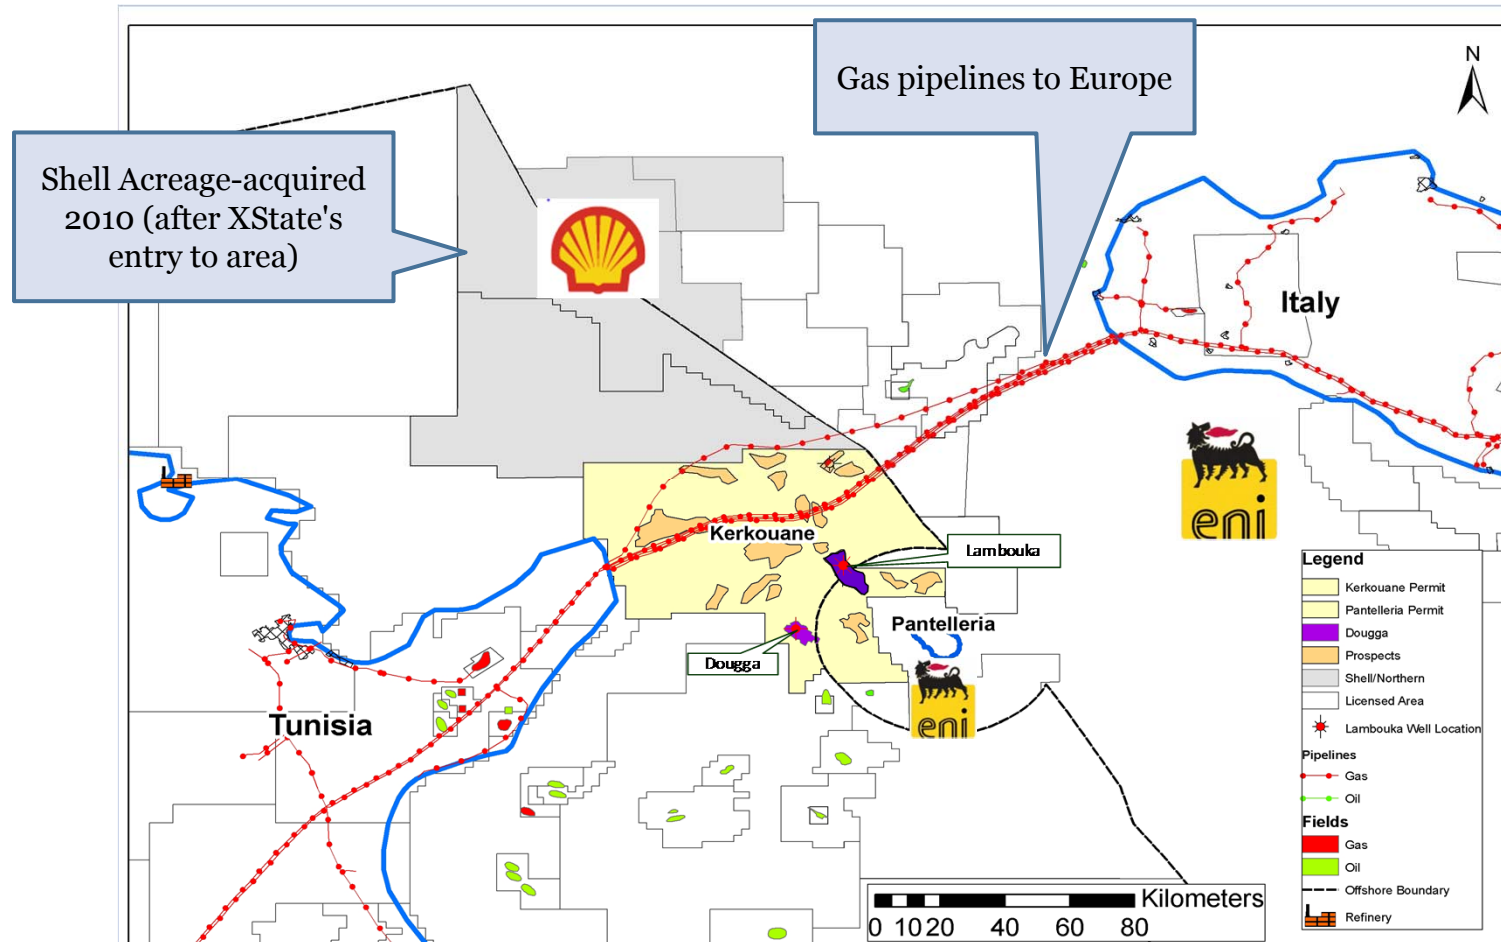 Shell Acreage-acquired
2010 (after XState's
entry to area)
Gas pipelines to Europe
N
Italy
eni
Kerkouane
Lambouka
Pantelleria
Dougga
eni
Tunisia
Legend
Kerkouane Permit
Pantelleria Permit
Dougga
Prospects
Shell/Northern
Licensed Area
Lambouka Well Location
Pipelines
Gas
Oil
Fields
Gas
Oil
Offshore Boundary
Refinery
Kilometers
0 10 20 40 60 80